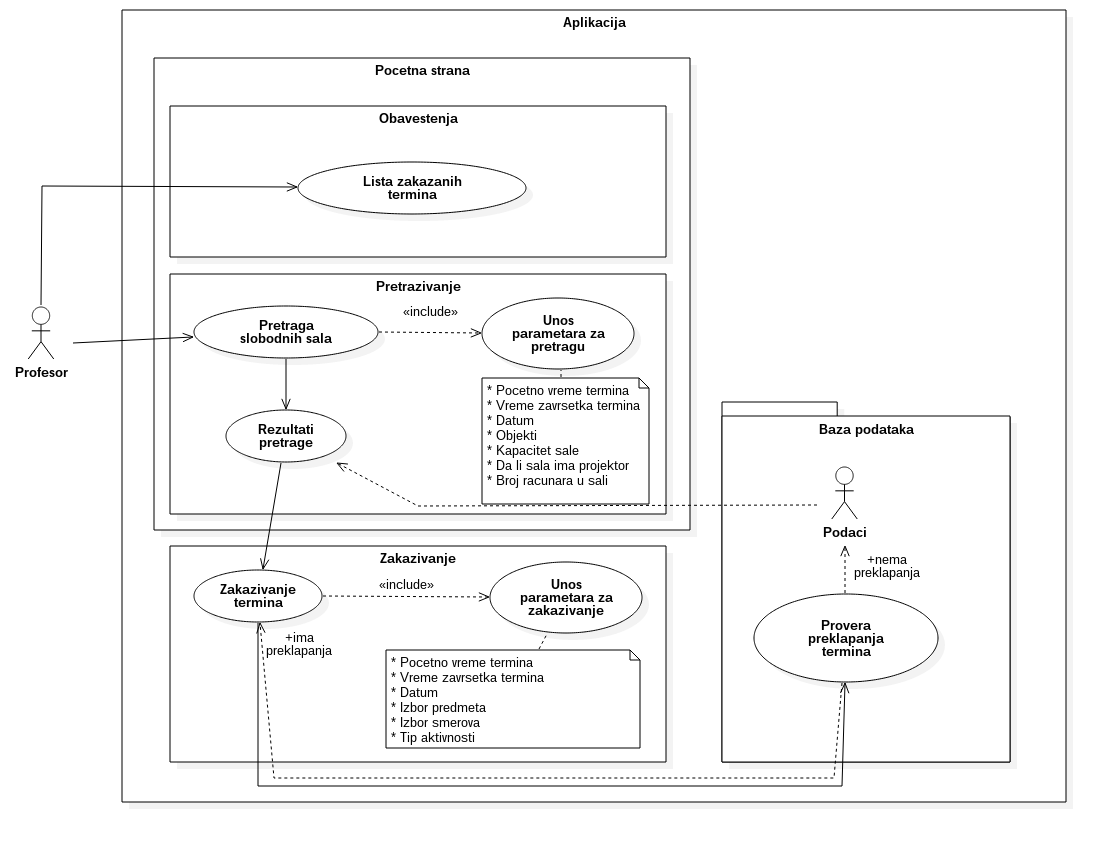 Aplikacija
Pocetna strana
Obavestenja
Lista zakazanih
termina
Pretrazivanje
Pretraga
slobodnih sala
«include»
Unos
parametara za
pretragu
* Pocetno vreme termina
* Vreme zavrsetka termina
* Datum
* Objekti
* Kapacitet sale
* Da li sala ima projektor
* Broj racunara u sali
Rezultati
pretrage
Profesor
Baza podataka
Podaci
+nema
preklapanja
Provera
preklapanja
termina
Zakazivanje
Zakazivanje
termina
«include»
Unos
parametara za
zakazivanje
+ima
preklapanja
* Pocetno vreme termina
* Vreme zavrsetka termina
* Datum
* Izbor predmeta
* Izbor smerova
* Tip aktivnosti